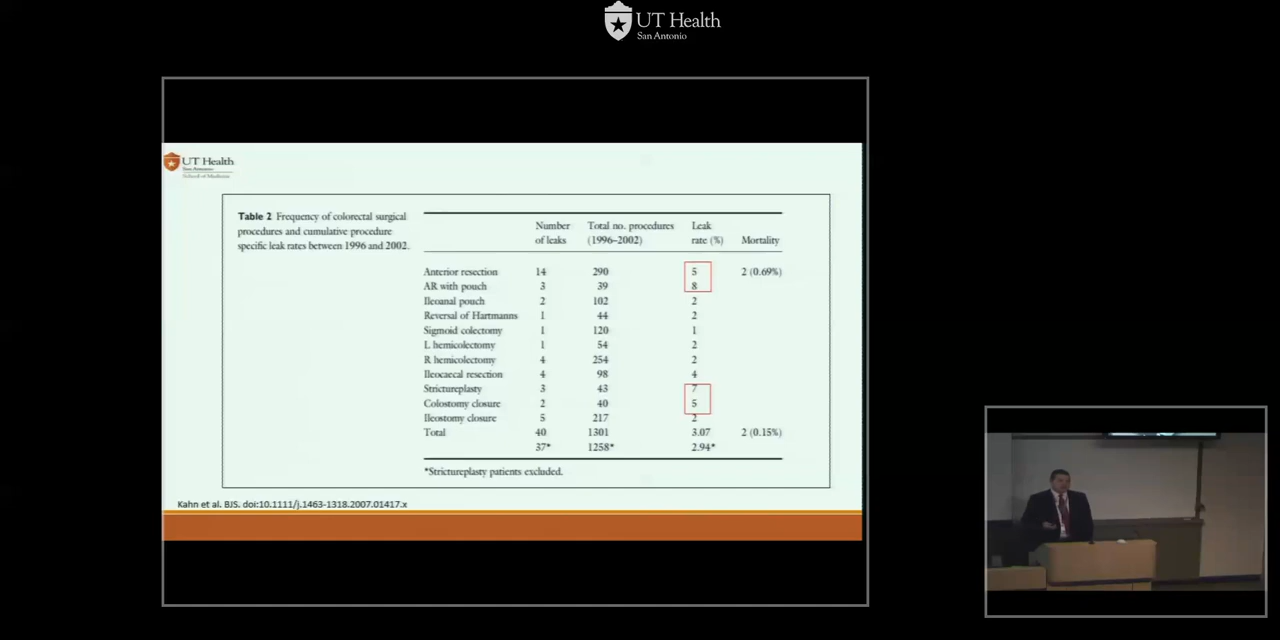 UT Health
San Antonio
UT Health
San Antonio
School of Medicine
Table 2 Frequency of colorectal surgical
procedures and cumulative procedure
specific leak rates between 1996 and 2002.
Number Total no. procedures Leak
of leaks (1996–2002) rate (%) Mortality
Anterior resection 14 290 5 2 (0.69%)
AR with pouch 3 39 8
Ileoanal pouch 2 102 2
Reversal of Hartmanns 1 44 2
Sigmoid colectomy 1 120 1
L hemicolectomy 1 54 2
R hemicolectomy 4 254 2
Ileocaecal resection 4 98 4
Strictureplasty 3 43 7
Colostomy closure 2 40 5
Ileostomy closure 5 217 2
Total 40 1301 3.07 2 (0.15%)
37* 1258* 2.94*
*Strictureplasty patients excluded.
Kahn et al. BJS. doi:10.1111/j.1463-1318.2007.01417.x